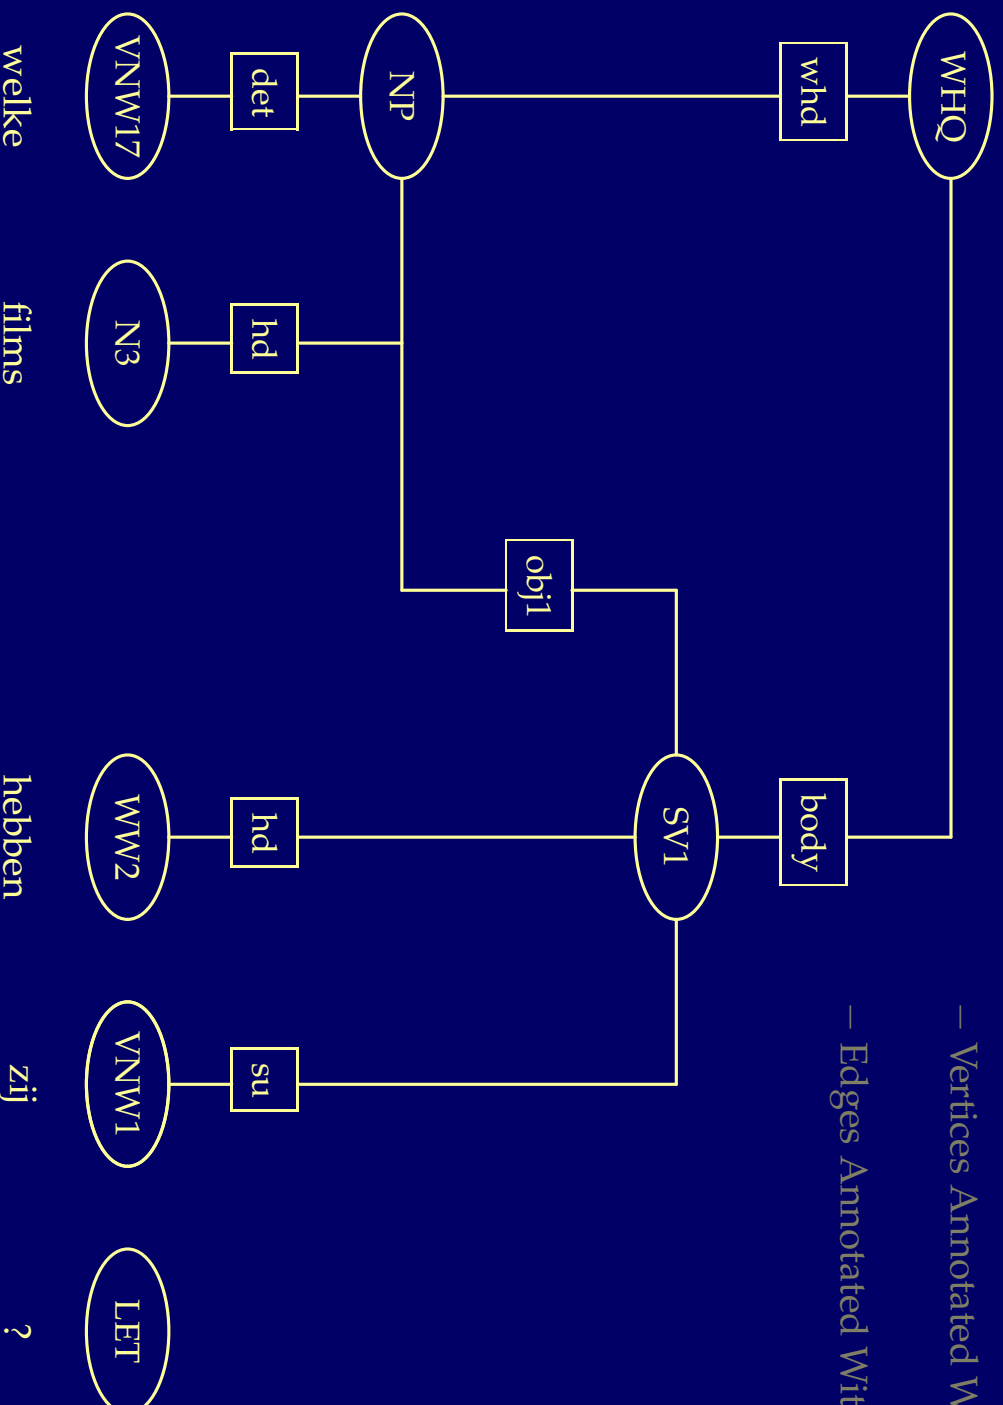 WHQ
– Vertices Annotated W
– Edges Annotated Wit
whd body
SV1
obj1
NP
det hd hd su
VNW17 N3 WW2 VNW1 LET
welke films hebben zij ?